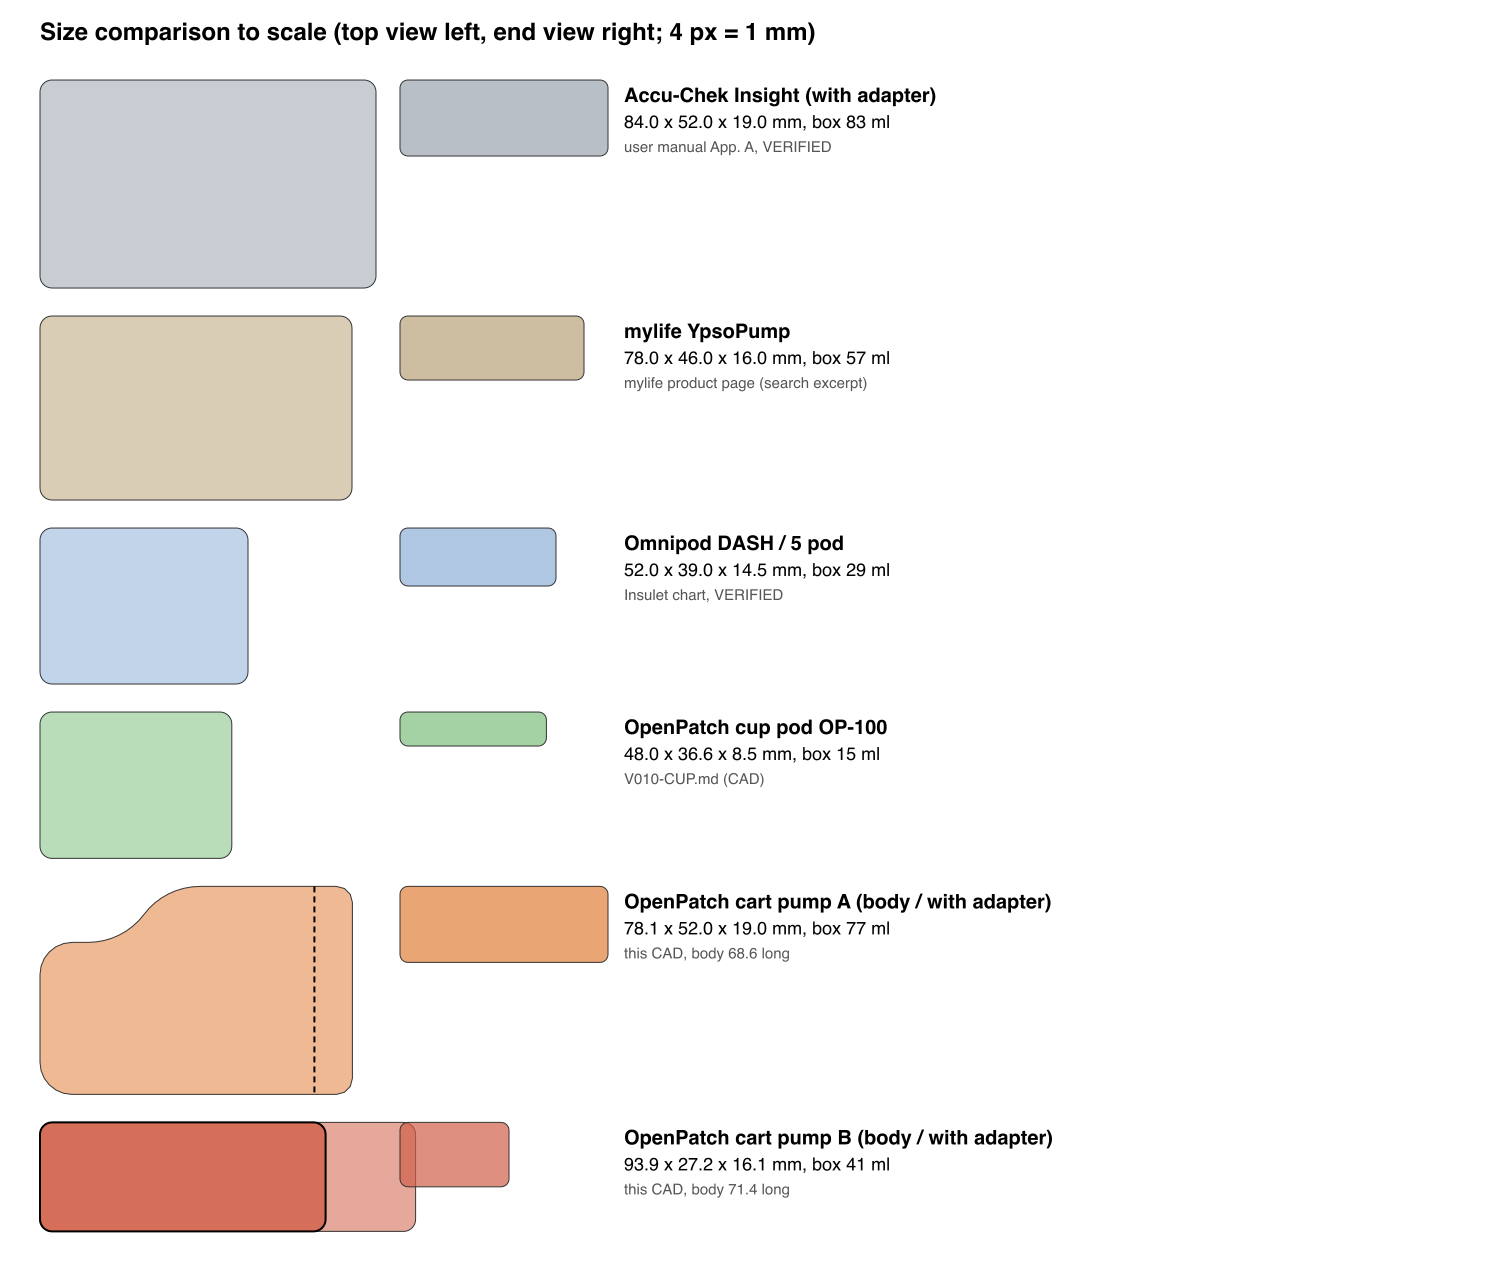 Size comparison to scale (top view left, end view right; 4 px = 1 mm)
Accu-Chek Insight (with adapter)
84.0 x 52.0 x 19.0 mm, box 83 ml
user manual App. A, VERIFIED
mylife YpsoPump
78.0 x 46.0 x 16.0 mm, box 57 ml
mylife product page (search excerpt)
Omnipod DASH / 5 pod
52.0 x 39.0 x 14.5 mm, box 29 ml
Insulet chart, VERIFIED
OpenPatch cup pod OP-100
48.0 x 36.6 x 8.5 mm, box 15 ml
V010-CUP.md (CAD)
OpenPatch cart pump A (body / with adapter)
78.1 x 52.0 x 19.0 mm, box 77 ml
this CAD, body 68.6 long
OpenPatch cart pump B (body / with adapter)
93.9 x 27.2 x 16.1 mm, box 41 ml
this CAD, body 71.4 long